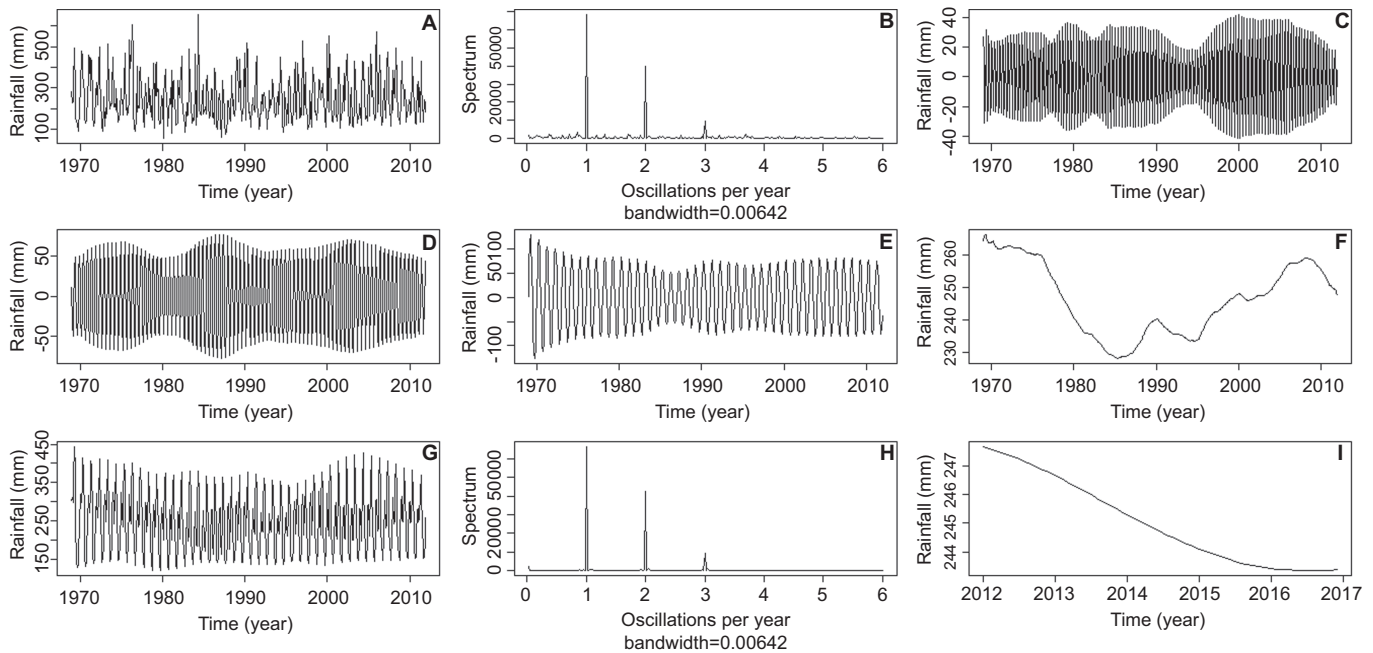 A
Rainfall (mm)
100 300 500
1970 1980 1990 2000 2010
Time (year)
B
Spectrum
0 20000 50000
0 1 2 3 4 5 6
Oscillations per year
bandwidth=0.00642
C
Rainfall (mm)
-40 -20 0 20 40
1970 1980 1990 2000 2010
Time (year)
D
Rainfall (mm)
-50 0 50
1970 1980 1990 2000 2010
Time (year)
E
Rainfall (mm)
-100 0 50 100
1970 1980 1990 2000 2010
Time (year)
F
Rainfall (mm)
230 240 250 260
1970 1980 1990 2000 2010
Time (year)
G
Rainfall (mm)
150 250 350 450
1970 1980 1990 2000 2010
Time (year)
H
Spectrum
0 20000 50000
0 1 2 3 4 5 6
Oscillations per year
bandwidth=0.00642
I
Rainfall (mm)
244 245 246 247
2012 2013 2014 2015 2016 2017
Time (year)